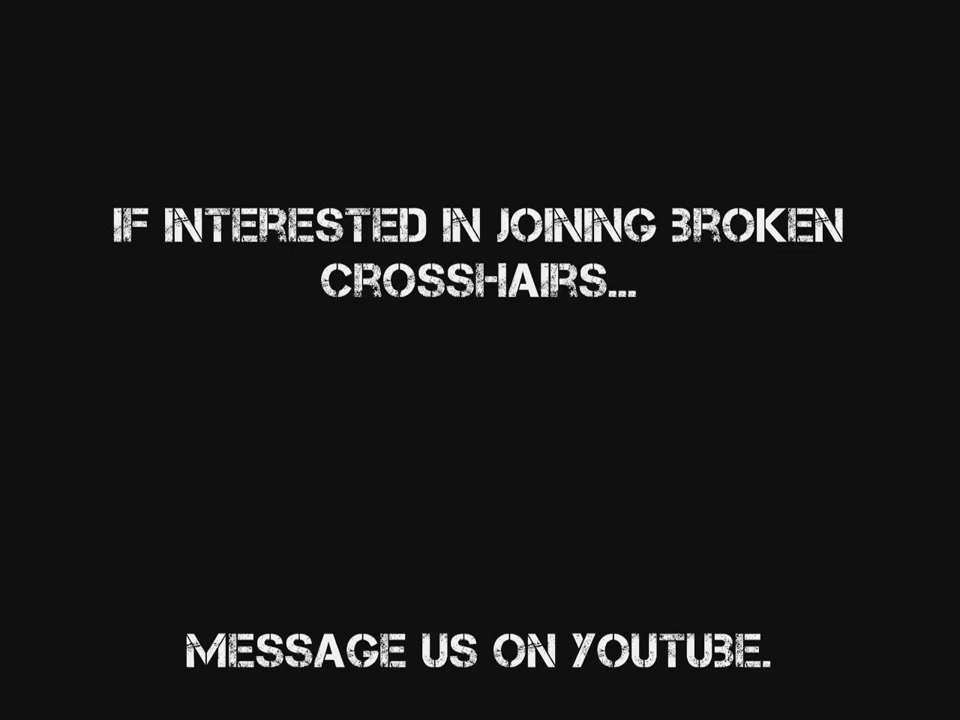 IF INTERESTED IN JOINING BROKEN
CROSSHAIRS...
MESSAGE US ON YOUTUBE.